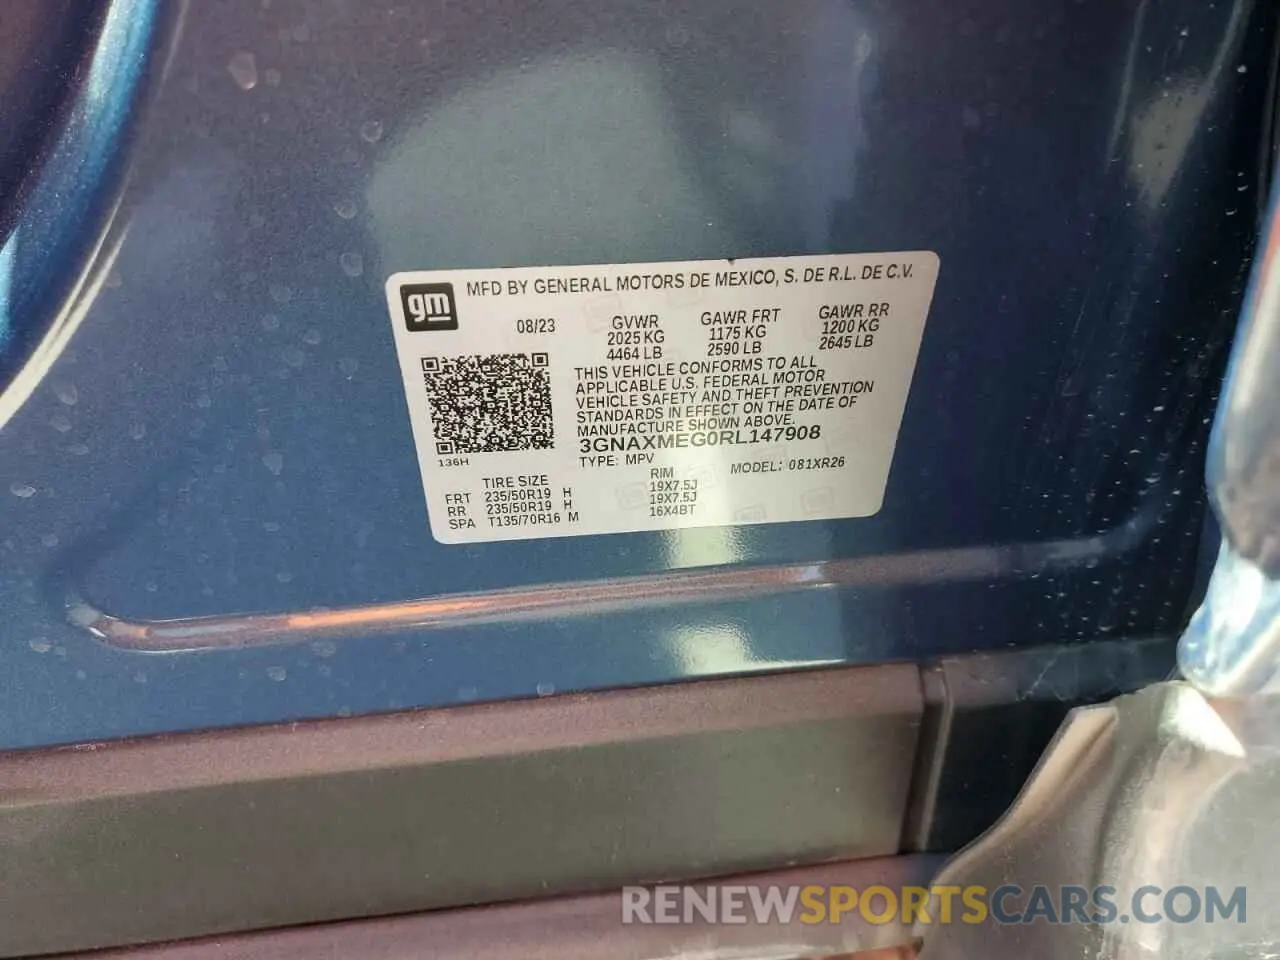 gm
MFD BY GENERAL MOTORS DE MEXICO, S. DE R.L. DE C.V.
08/23
GVWR
2025 KG
4464 LB
GAWR FRT
1175 KG
2590 LB
GAWR RR
1200 KG
2645 LB
THIS VEHICLE CONFORMS TO ALL
APPLICABLE U.S. FEDERAL MOTOR
VEHICLE SAFETY AND THEFT PREVENTION
STANDARDS IN EFFECT ON THE DATE OF
MANUFACTURE SHOWN ABOVE.
3GNAXMEG0RL147908
136H
TYPE: MPV
MODEL: 081XR26
TIRE SIZE RIM
FRT 235/50R19 H 19X7.5J
RR 235/50R19 H 19X7.5J
SPA T135/70R16 M 16X4BT
RENEWSPORTSCARS.COM